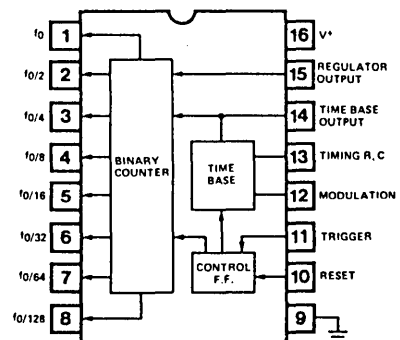 f0 1
f0/2 2
f0/4 3
f0/8 4
f0/16 5
f0/32 6
f0/64 7
f0/128 8
BINARY
COUNTER
TIME
BASE
CONTROL
F.F.
16 V+
15 REGULATOR
OUTPUT
14 TIME BASE
OUTPUT
13 TIMING R, C
12 MODULATION
11 TRIGGER
10 RESET
9